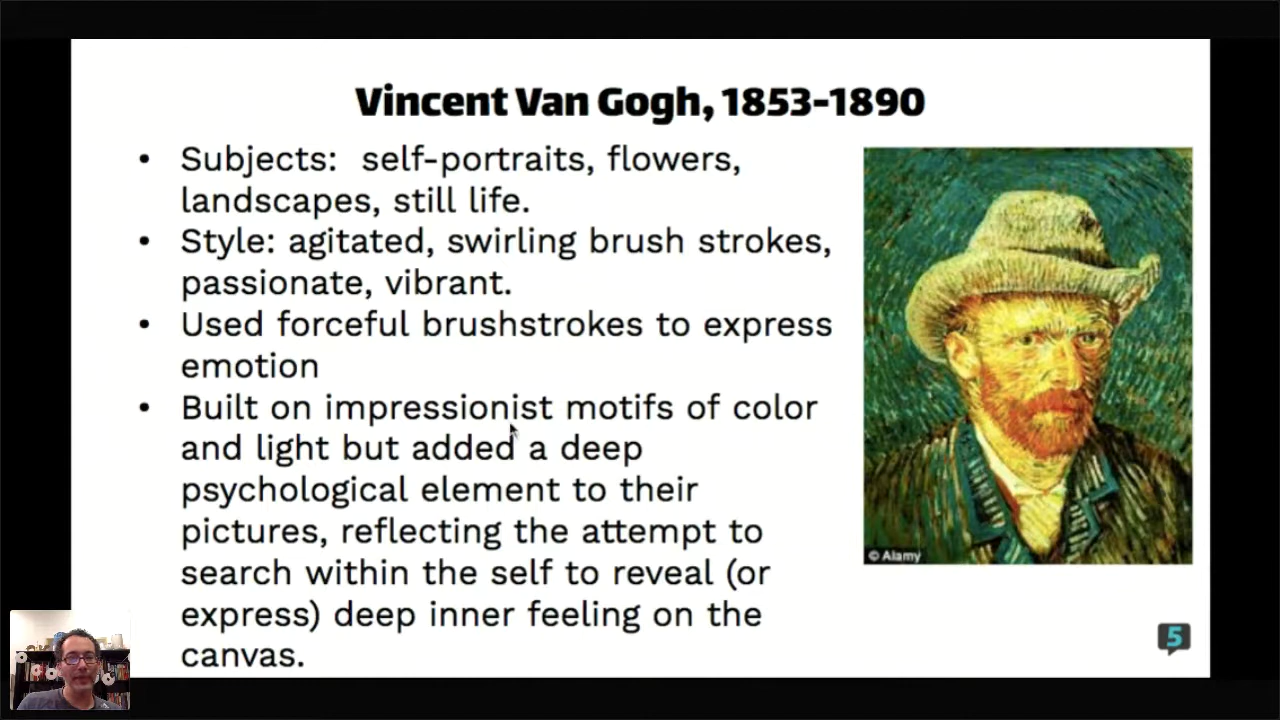 Vincent Van Gogh, 1853-1890
• Subjects:  self-portraits, flowers,
landscapes, still life.
• Style: agitated, swirling brush strokes,
passionate, vibrant.
• Used forceful brushstrokes to express
emotion
• Built on impressionist motifs of color
and light but added a deep
psychological element to their
pictures, reflecting the attempt to
search within the self to reveal (or
express) deep inner feeling on the
canvas.
© Alamy
5